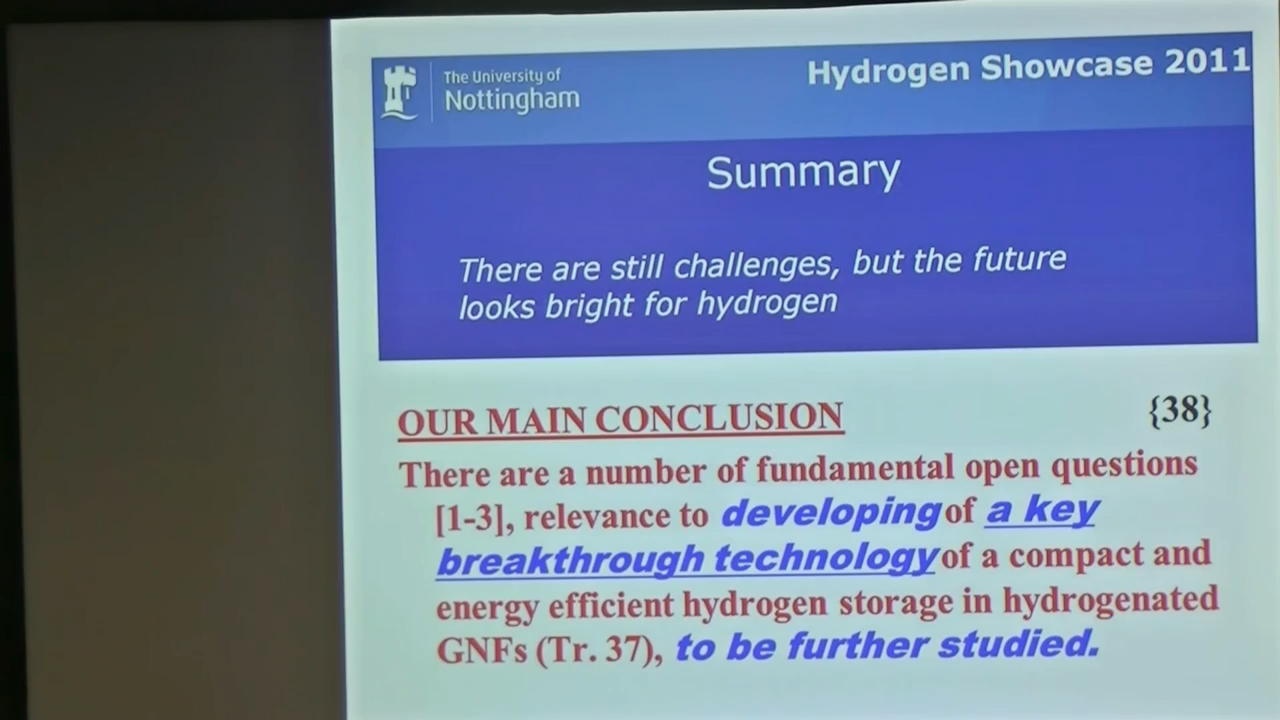 The University of
Nottingham
Hydrogen Showcase 2011
Summary
There are still challenges, but the future
looks bright for hydrogen
OUR MAIN CONCLUSION {38}
There are a number of fundamental open questions
[1-3], relevance to developing of a key
breakthrough technology of a compact and
energy efficient hydrogen storage in hydrogenated
GNFs (Tr. 37), to be further studied.